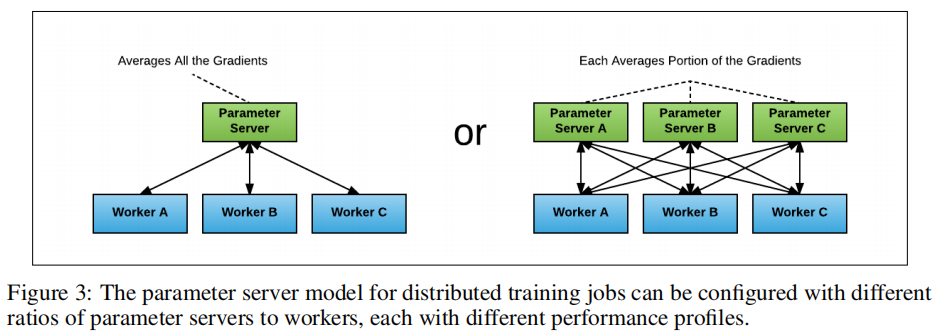 Averages All the Gradients
Parameter
Server
Worker A
Worker B
Worker C
or
Each Averages Portion of the Gradients
Parameter
Server A
Parameter
Server B
Parameter
Server C
Worker A
Worker B
Worker C
Figure 3: The parameter server model for distributed training jobs can be configured with different
ratios of parameter servers to workers, each with different performance profiles.